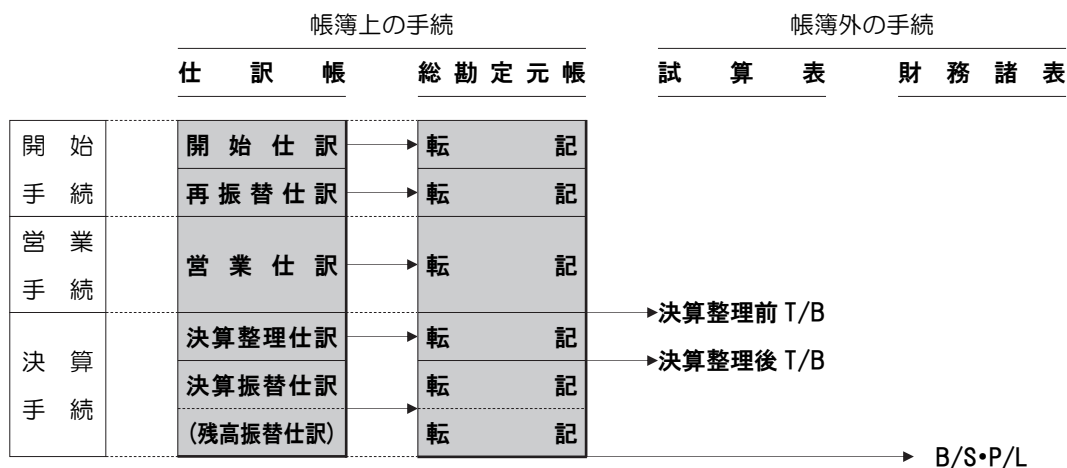 帳簿上の手続 帳簿外の手続
仕訳帳 総勘定元帳 試算表 財務諸表
開始 開始仕訳 転記
手続 再振替仕訳 転記
営業
営業仕訳 転記
手続
決算整理前 T/B
決算整理仕訳 転記
決算 決算整理後 T/B
決算振替仕訳 転記
手続
(残高振替仕訳) 転記
B/S•P/L